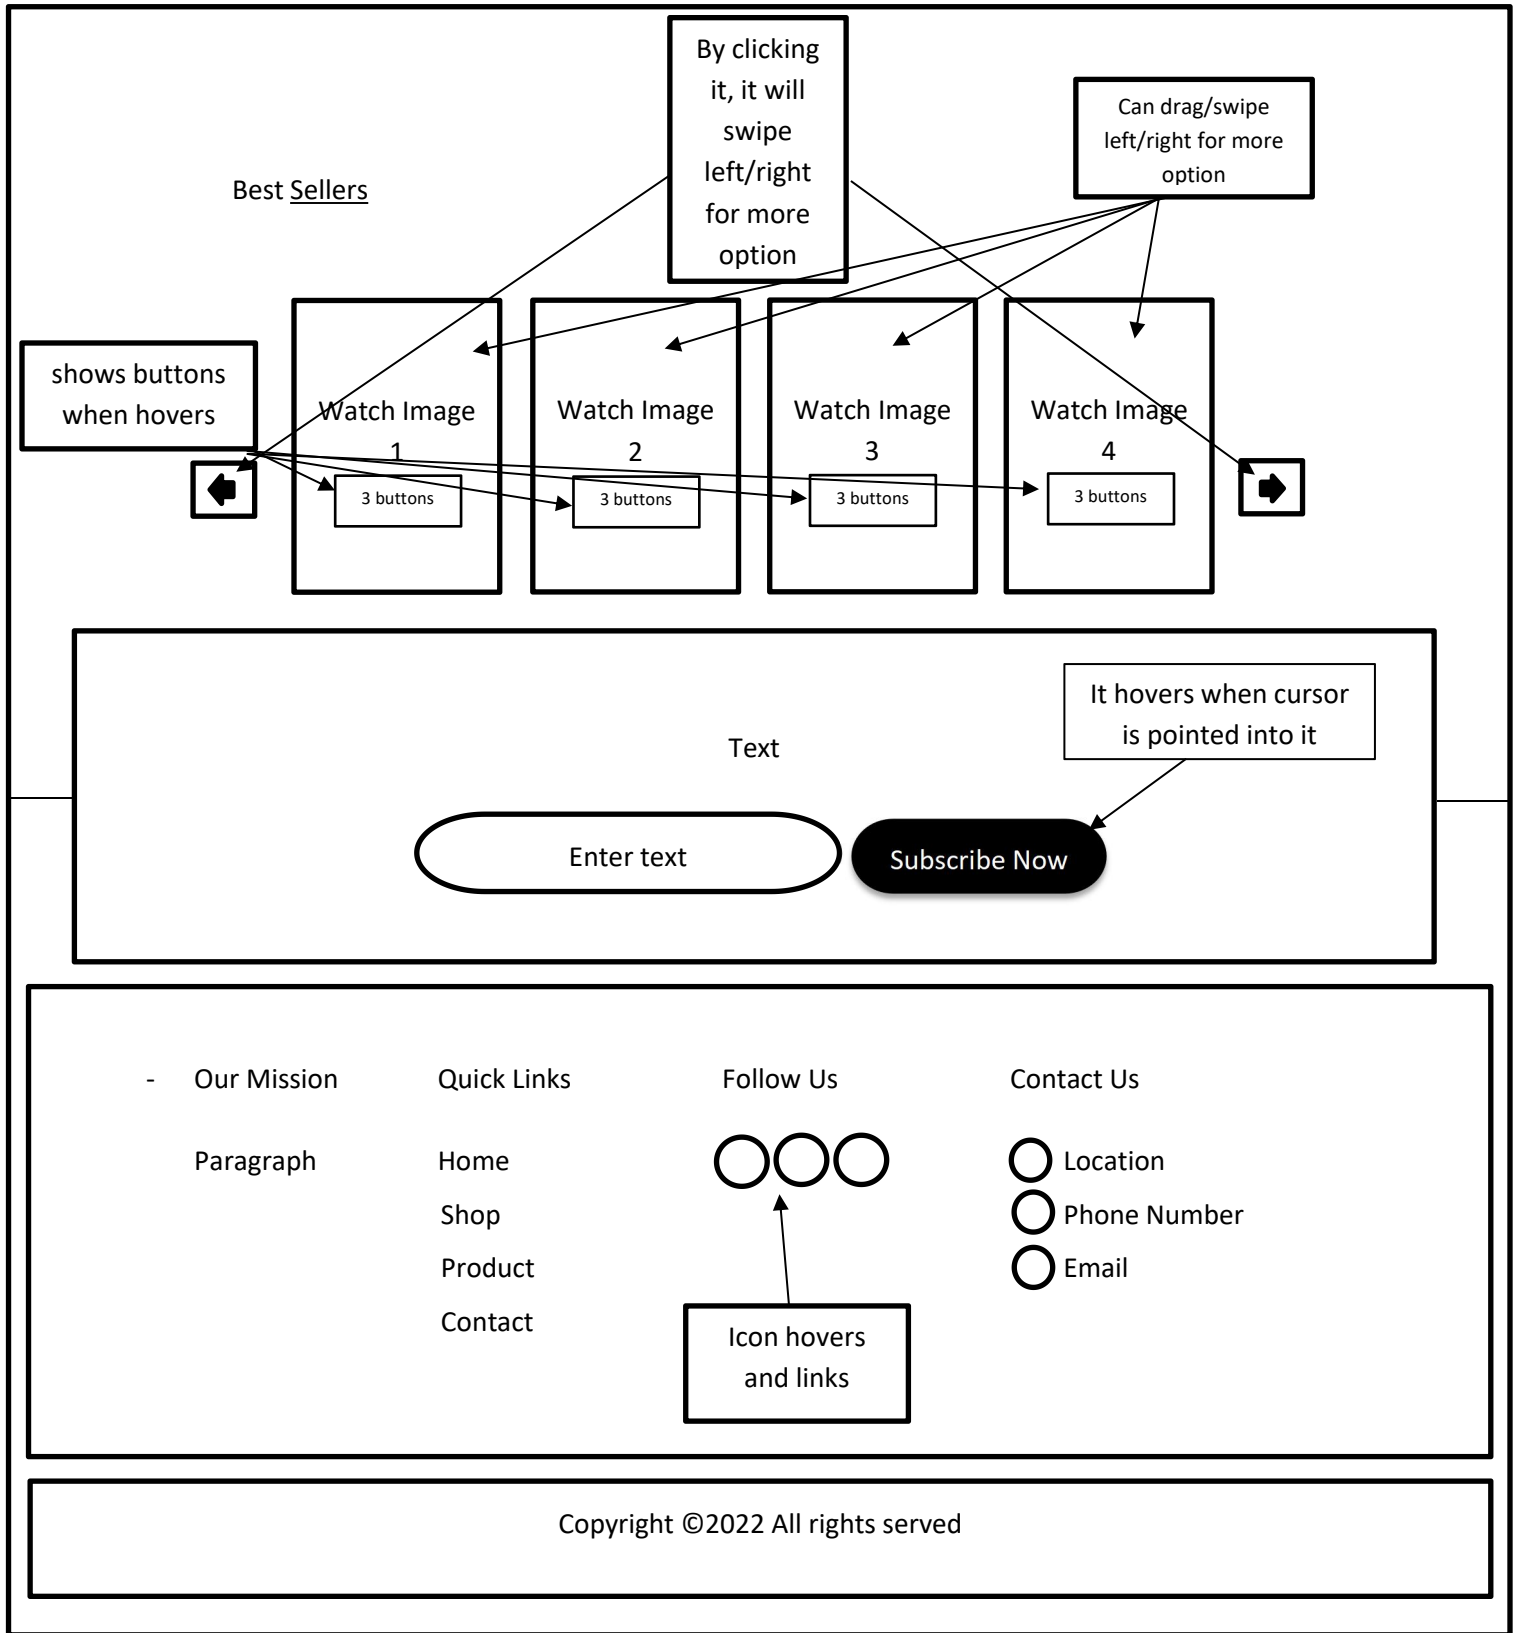 By clicking
it, it will
swipe
left/right
for more
option
Can drag/swipe
left/right for more
option
Best Sellers
shows buttons
when hovers
Watch Image
1
3 buttons
Watch Image
2
3 buttons
Watch Image
3
3 buttons
Watch Image
4
3 buttons
It hovers when cursor
is pointed into it
Text
Enter text
Subscribe Now
- Our Mission
Paragraph
Quick Links
Home
Shop
Product
Contact
Follow Us
Icon hovers
and links
Contact Us
Location
Phone Number
Email
Copyright ©2022 All rights served